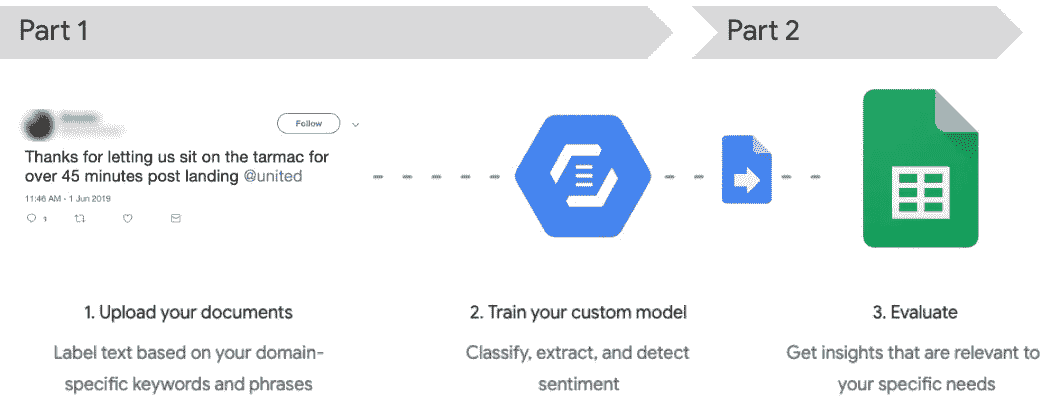 Part 1
Part 2
Follow
Thanks for letting us sit on the tarmac for
over 45 minutes post landing @united
11:46 AM - 1 Jun 2019
1
1. Upload your documents
Label text based on your domain-
specific keywords and phrases
2. Train your custom model
Classify, extract, and detect
sentiment
3. Evaluate
Get insights that are relevant to
your specific needs